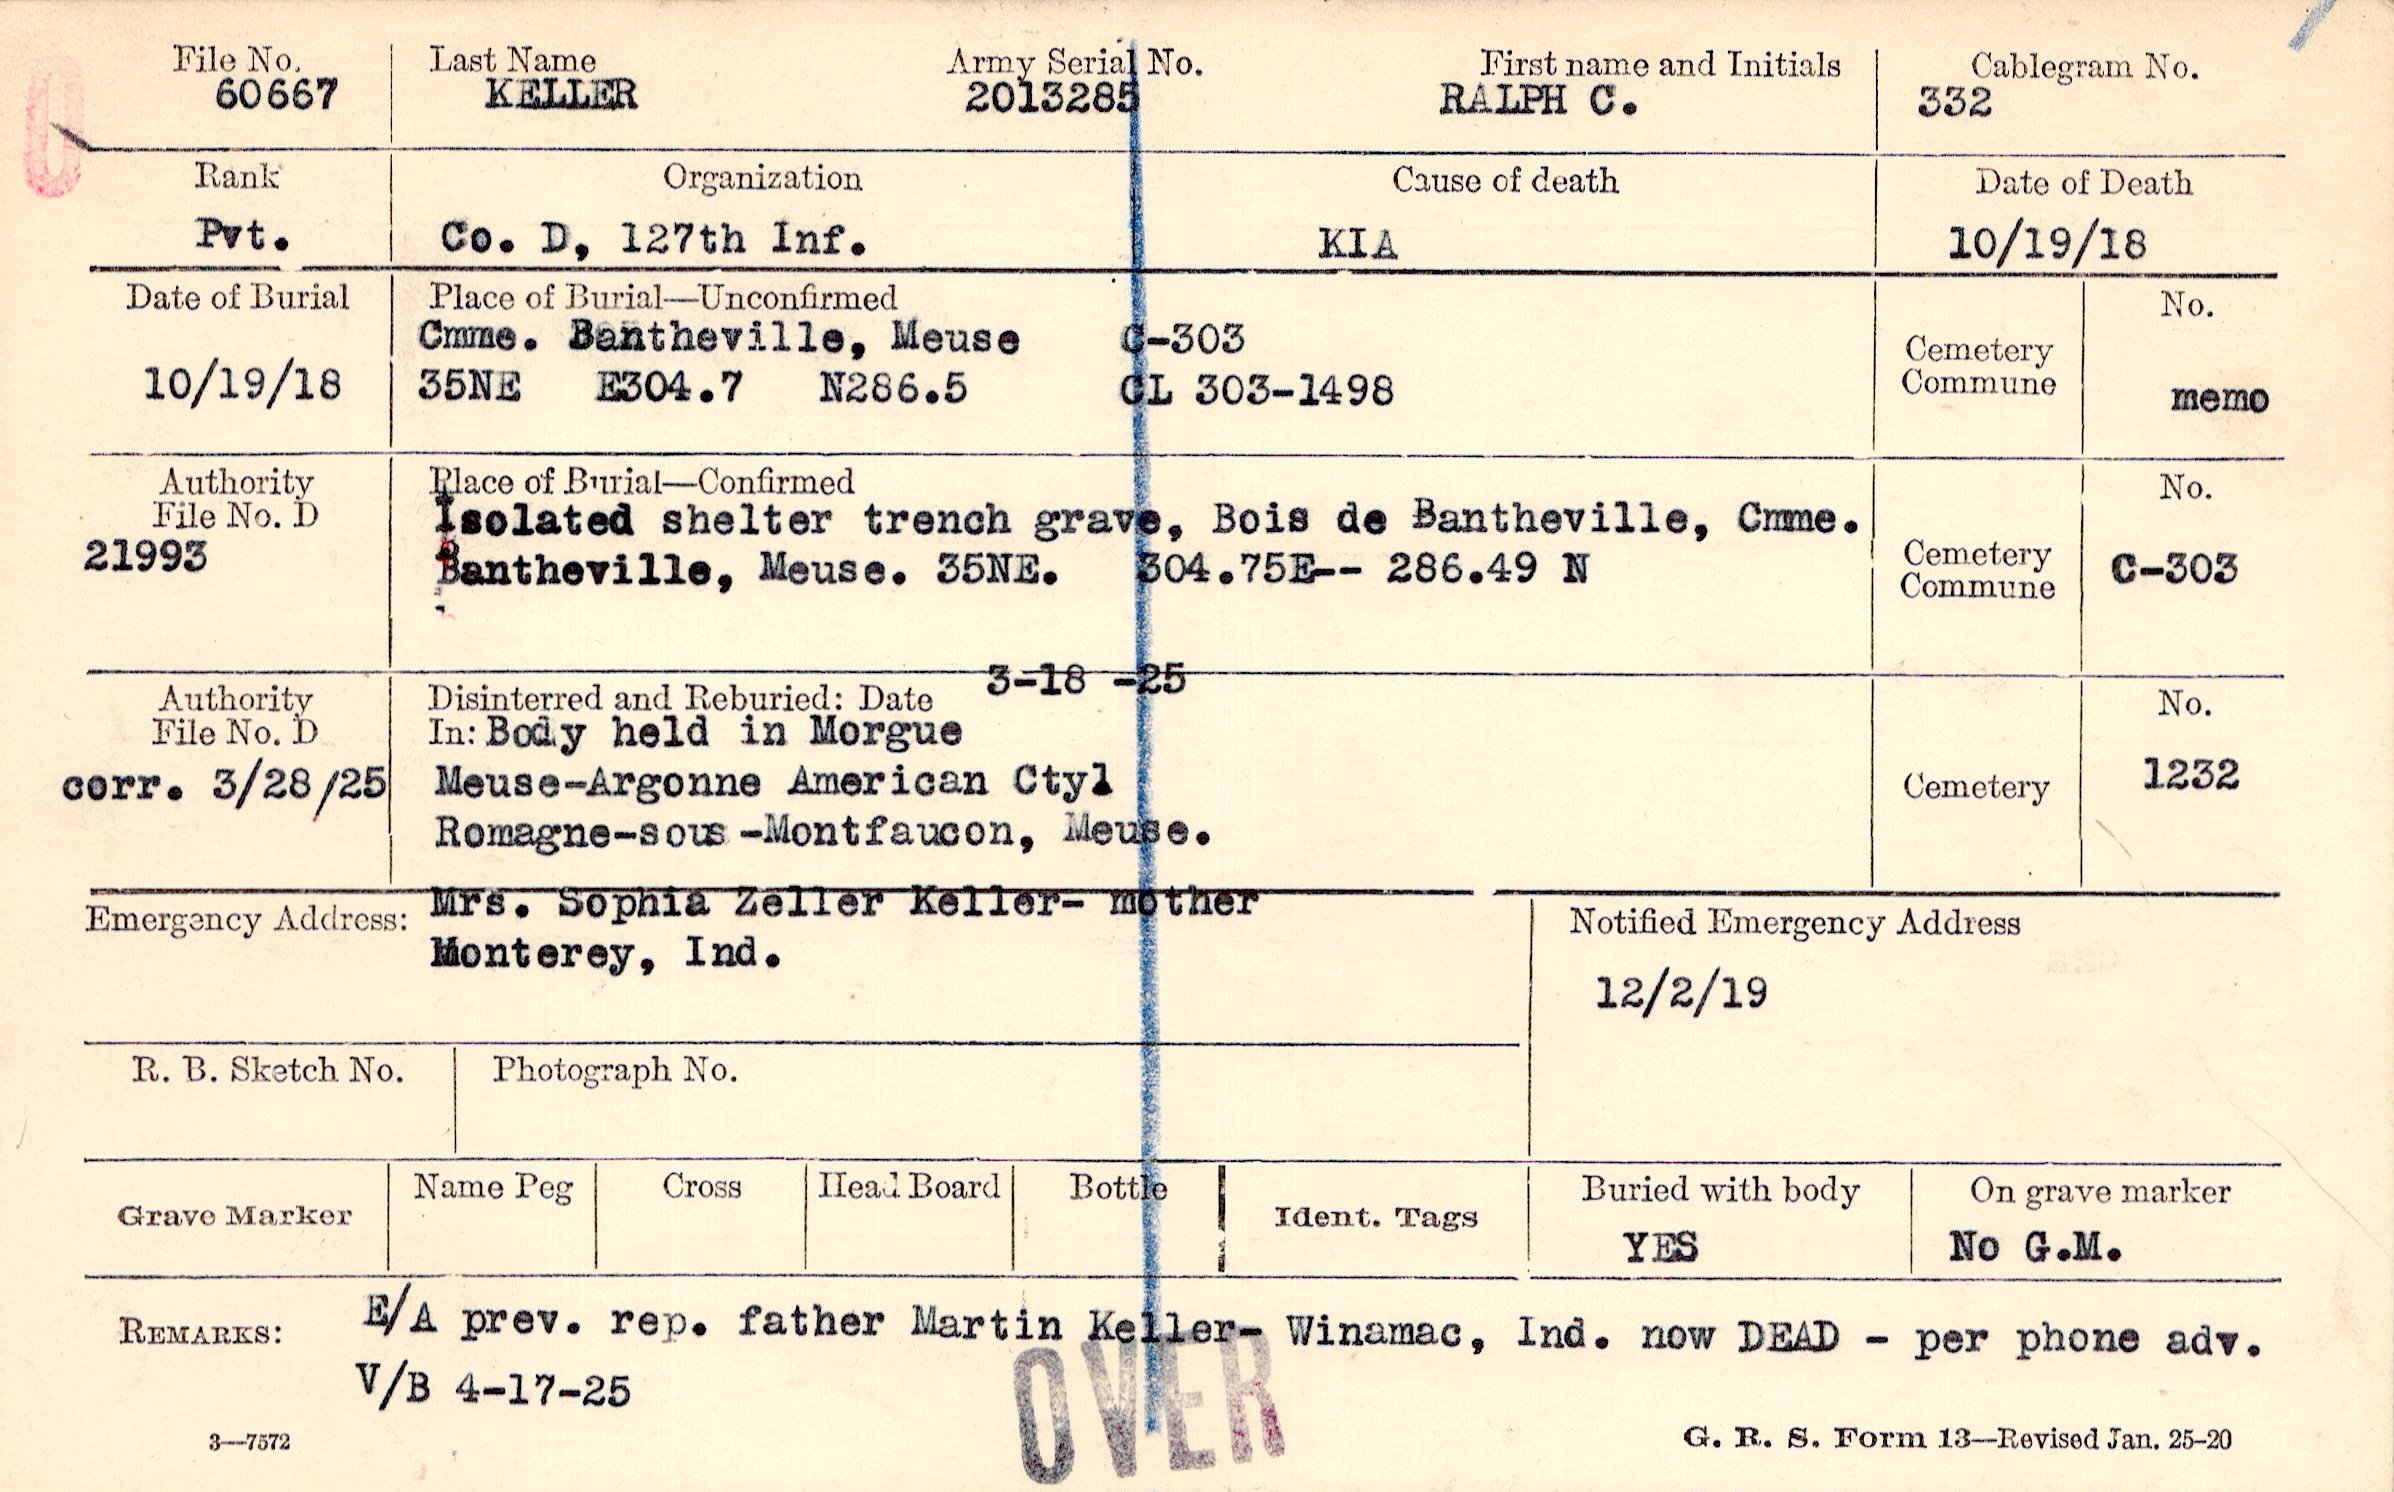 File No.
60667
Last Name
KELLER
Army Serial No.
2013285
First name and Initials
RALPH C.
Cablegram No.
332
Rank
Pvt.
Organization
Co. D, 127th Inf.
Cause of death
KIA
Date of Death
10/19/18
Date of Burial
10/19/18
Place of Burial—Unconfirmed
Cmme. Bantheville, Meuse C-303
35NE E304.7 N286.5 CL 303-1498
Cemetery
Commune
No.
memo
Authority
File No. D
21993
Place of Burial—Confirmed
Isolated shelter trench grave, Bois de Bantheville, Cmme.
Bantheville, Meuse. 35NE. 304.75E-- 286.49 N
Cemetery
Commune
No.
C-303
Authority
File No. D
corr. 3/28/25
Disinterred and Reburied: Date 3-18 -25
In: Body held in Morgue
Meuse-Argonne American Ctyl
Romagne-sous-Montfaucon, Meuse.
Cemetery
No.
1232
Emergency Address: Mrs. Sophia Zeller Keller- mother
Monterey, Ind.
Notified Emergency Address
12/2/19
R. B. Sketch No.
Photograph No.
Grave Marker
Name Peg
Cross
Head Board
Bottle
Ident. Tags
Buried with body
YES
On grave marker
No G.M.
REMARKS: E/A prev. rep. father Martin Keller- Winamac, Ind. now DEAD - per phone adv.
V/B 4-17-25
OVER
3—7572
G. R. S. Form 13—Revised Jan. 25-20